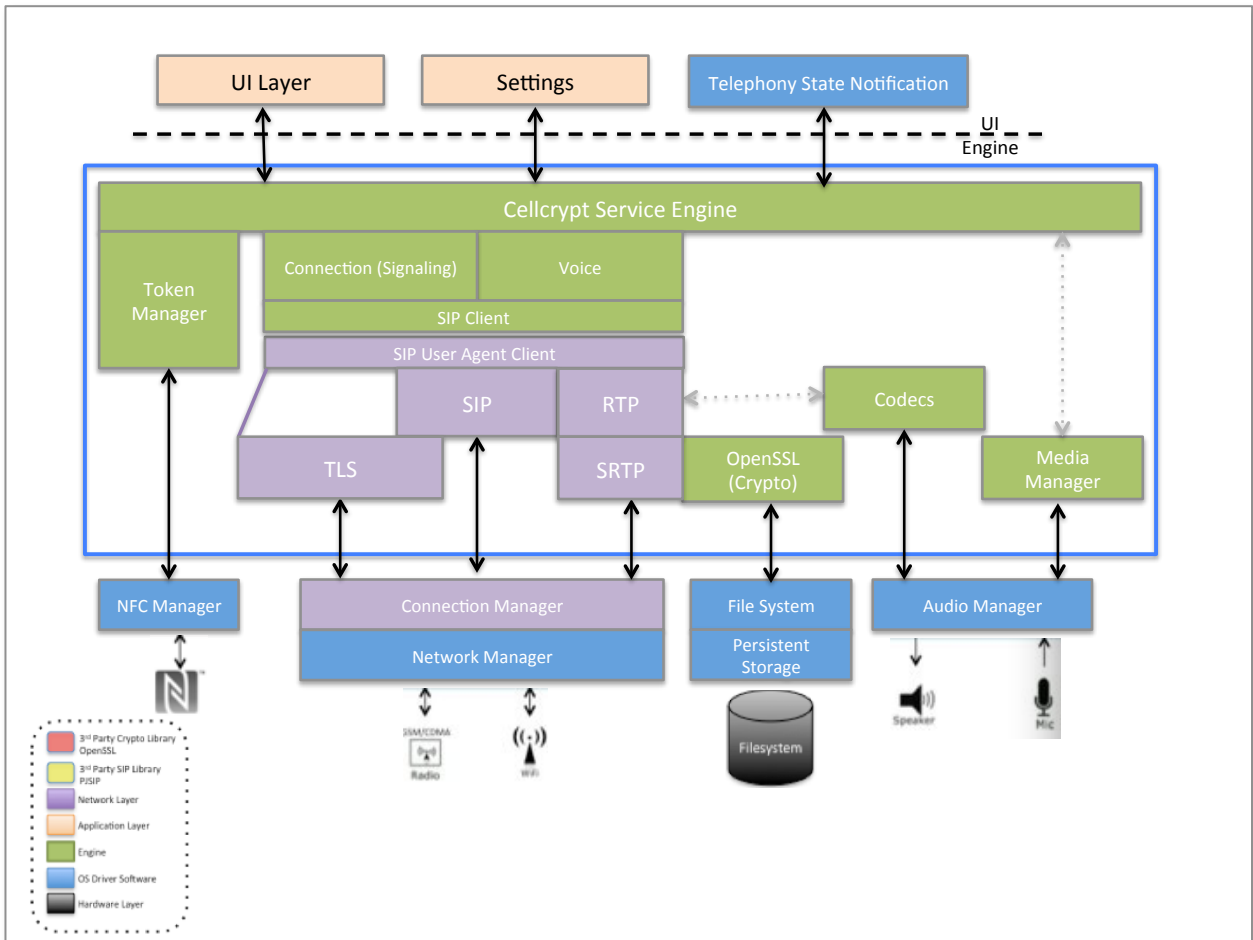 UI Layer
Settings
Telephony State Notification
UI
Engine
Cellcrypt Service Engine
Token
Manager
Connection (Signaling)
Voice
SIP Client
SIP User Agent Client
SIP
RTP
Codecs
TLS
SRTP
OpenSSL
(Crypto)
Media
Manager
NFC Manager
Connection Manager
Network Manager
File System
Persistent
Storage
Audio Manager
TM
GSM/CDMA
Radio
WiFi
Filesystem
Speaker
Mic
3rd Party Crypto Library
OpenSSL
3rd Party SIP Library
PJSIP
Network Layer
Application Layer
Engine
OS Driver Software
Hardware Layer